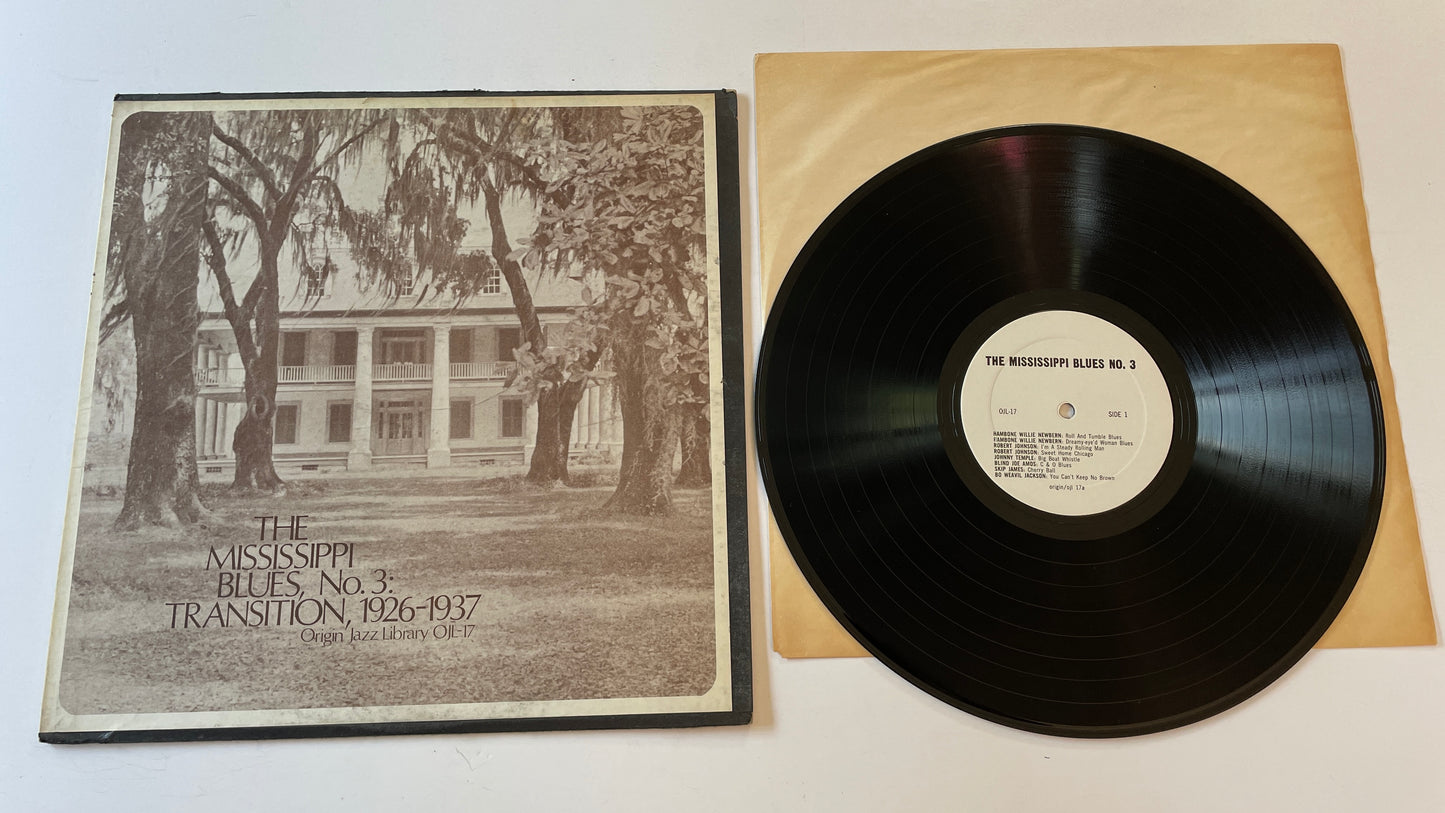 THE
MISSISSIPPI
BLUES, No. 3:
TRANSITION, 1926-1937
Origin Jazz Library OJL-17
THE MISSISSIPPI BLUES NO. 3
OJL-17
SIDE 1
HAMBONE WILLIE NEWBERN: Roll And Tumble Blues
HAMBONE WILLIE NEWBERN: Dreamy-eye'd Woman Blues
ROBERT JOHNSON: I'm A Steady Rolling Man
ROBERT JOHNSON: Sweet Home Chicago
JOHNNY TEMPLE: Big Boat Whistle
BLIND JOE AMOS: C & O Blues
SKIP JAMES: Cherry Ball
BO WEAVIL JACKSON: You Can't Keep No Brown
origin/ojl 17a